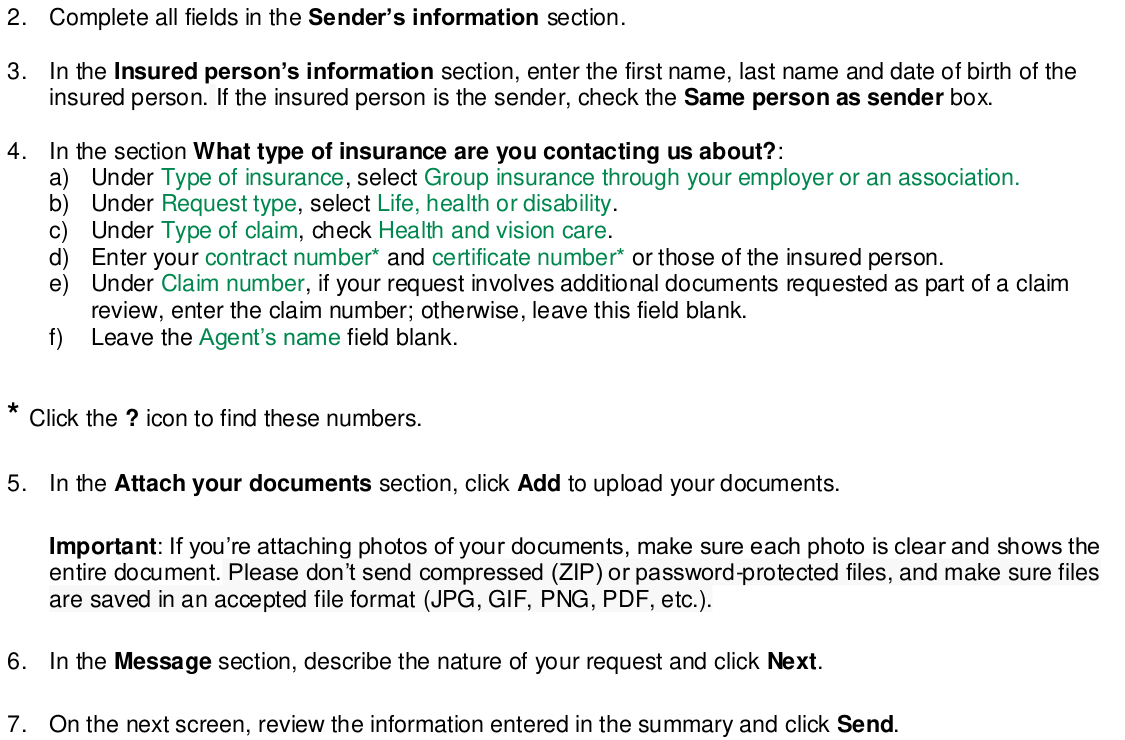 2. Complete all fields in the Sender’s information section.
3. In the Insured person’s information section, enter the first name, last name and date of birth of the
insured person. If the insured person is the sender, check the Same person as sender box.
4. In the section What type of insurance are you contacting us about?:
a) Under Type of insurance, select Group insurance through your employer or an association.
b) Under Request type, select Life, health or disability.
c) Under Type of claim, check Health and vision care.
d) Enter your contract number* and certificate number* or those of the insured person.
e) Under Claim number, if your request involves additional documents requested as part of a claim
review, enter the claim number; otherwise, leave this field blank.
f) Leave the Agent’s name field blank.
* Click the ? icon to find these numbers.
5. In the Attach your documents section, click Add to upload your documents.
Important: If you’re attaching photos of your documents, make sure each photo is clear and shows the
entire document. Please don’t send compressed (ZIP) or password-protected files, and make sure files
are saved in an accepted file format (JPG, GIF, PNG, PDF, etc.).
6. In the Message section, describe the nature of your request and click Next.
7. On the next screen, review the information entered in the summary and click Send.